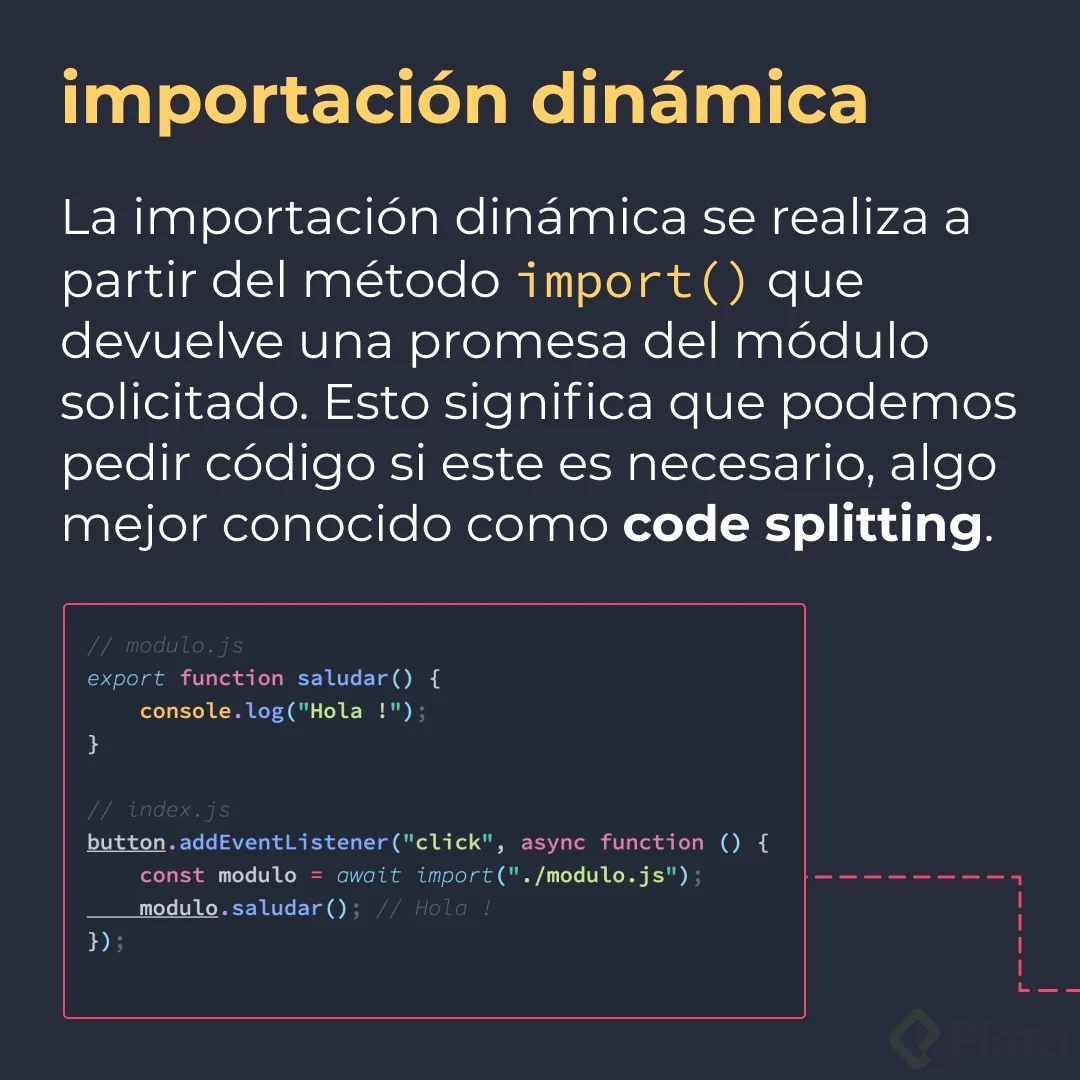 importación dinámica
La importación dinámica se realiza a
partir del método import() que
devuelve una promesa del módulo
solicitado. Esto significa que podemos
pedir código si este es necesario, algo
mejor conocido como code splitting.
// modulo.js
export function saludar() {
    console.log("Hola !");
}
// index.js
button.addEventListener("click", async function () {
    const modulo = await import("./modulo.js");
    modulo.saludar(); // Hola !
});
Platzi